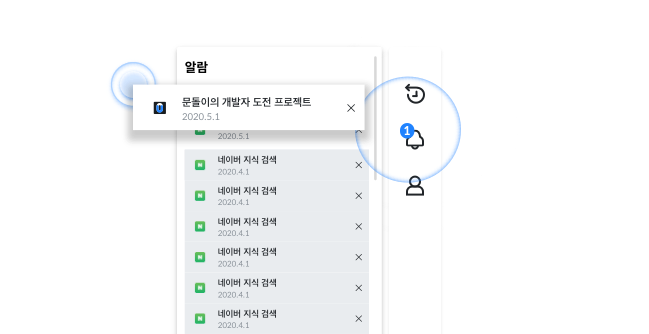 알람
문돌이의 개발자 도전 프로젝트
2020.5.1
2020.5.1
1
네이버 지식 검색
2020.4.1
네이버 지식 검색
2020.4.1
네이버 지식 검색
2020.4.1
네이버 지식 검색
2020.4.1
네이버 지식 검색
2020.4.1
네이버 지식 검색
2020.4.1